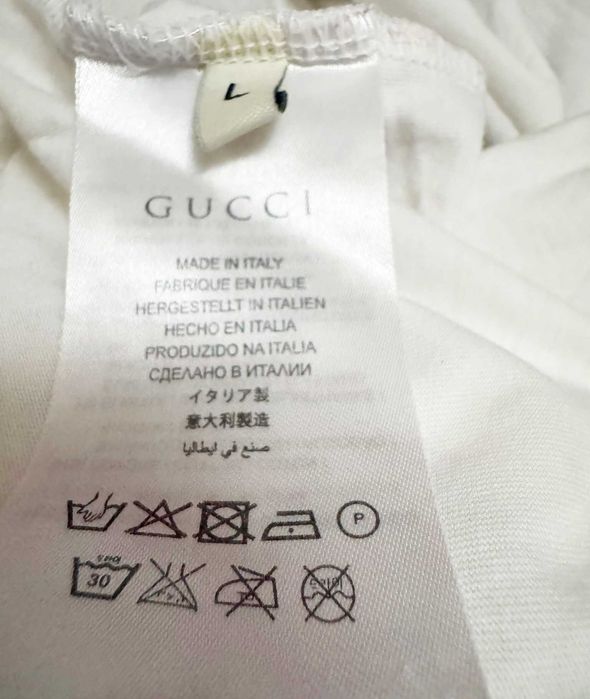 L
GUCCI
MADE IN ITALY
FABRIQUE EN ITALIE
HERGESTELLT IN ITALIEN
HECHO EN ITALIA
PRODUZIDO NA ITALIA
СДЕЛАНО В ИТАЛИИ
イタリア製
意大利製造
صنع في ايطاليا
P
30